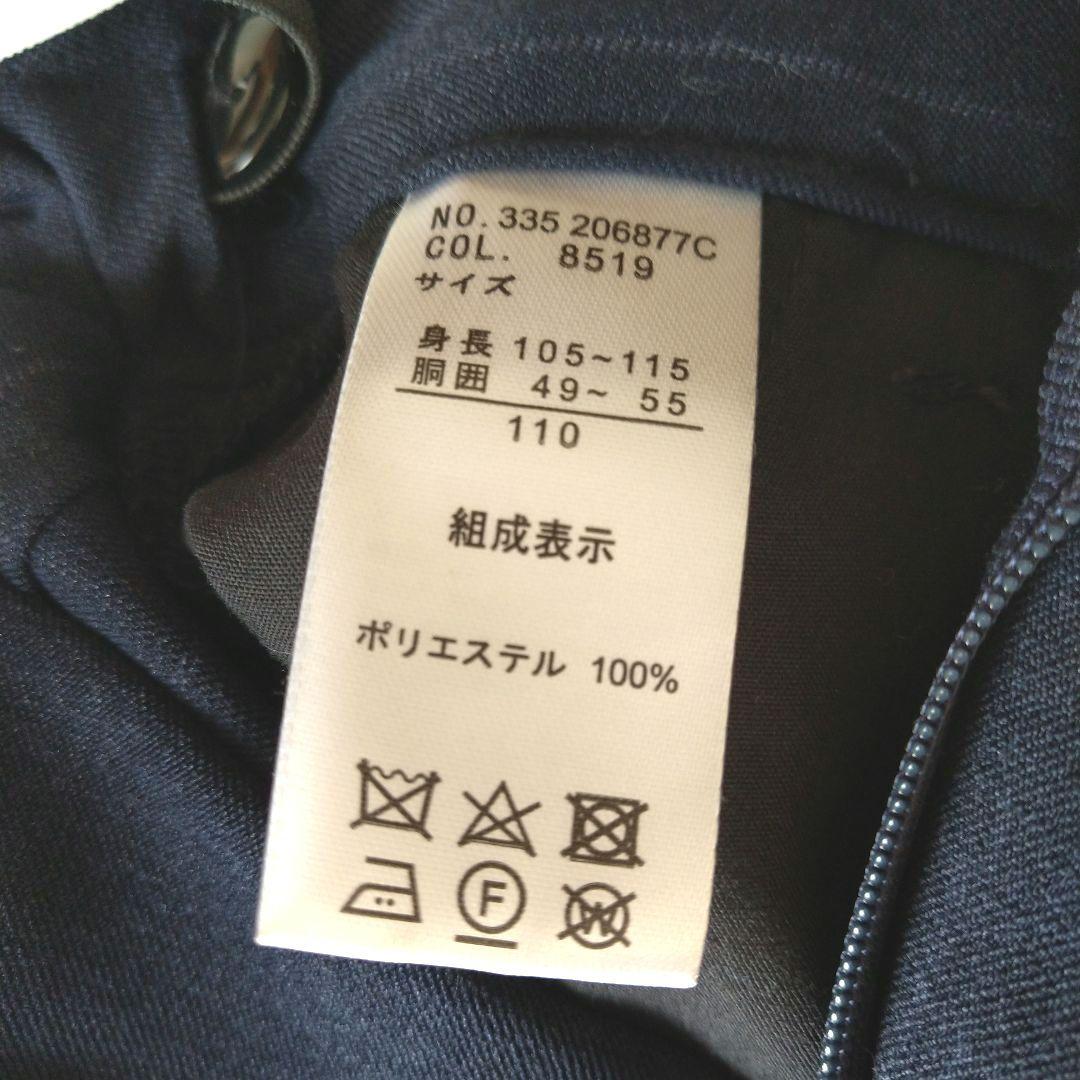 NO. 335 206877C
COL. 8519
サイズ
身長 105~115
胴囲 49~ 55
110
組成表示
ポリエステル 100%
F
W